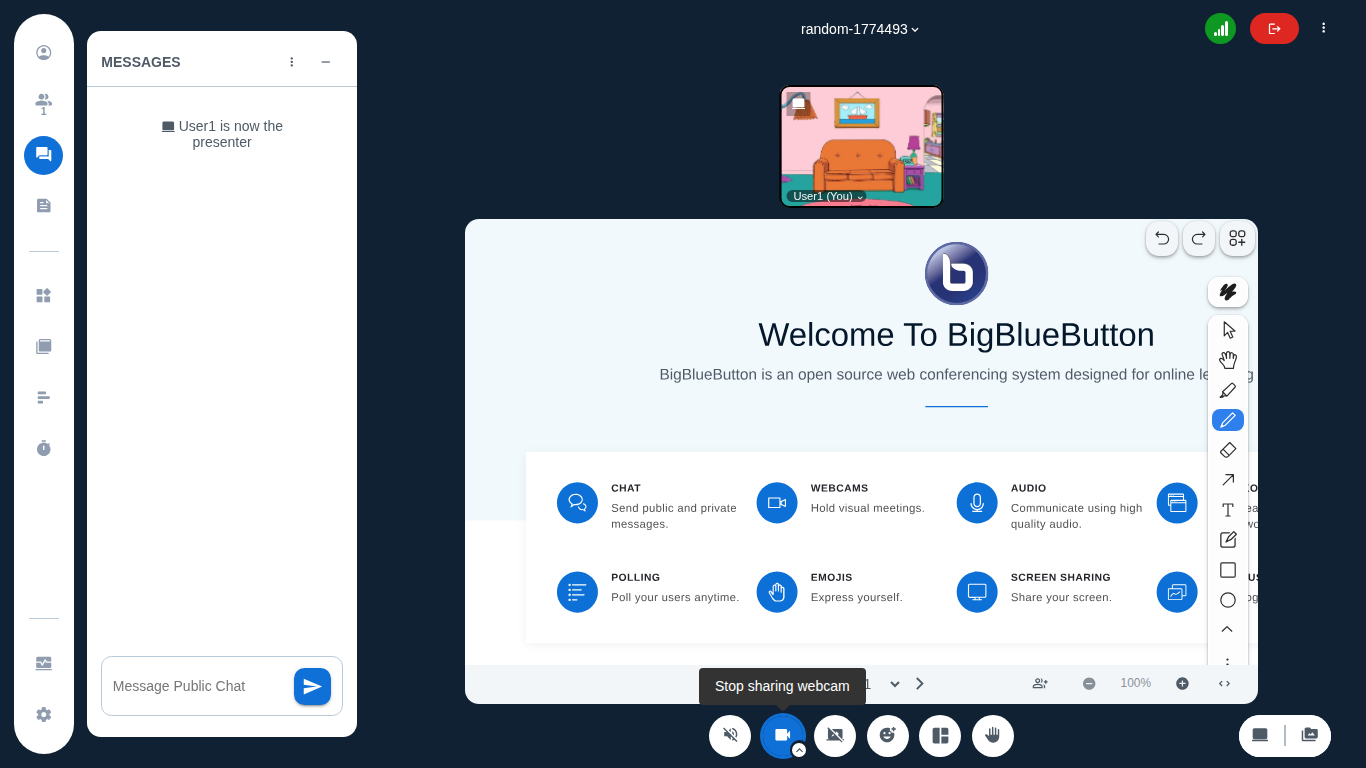 random-1774493
1
MESSAGES
User1 is now the
presenter
User1 (You)
Welcome To BigBlueButton
BigBlueButton is an open source web conferencing system designed for online
CHAT
Send public and private
messages.
WEBCAMS
Hold visual meetings.
AUDIO
Communicate using high
quality audio.
POLLING
Poll your users anytime.
EMOJIS
Express yourself.
SCREEN SHARING
Share your screen.
Message Public Chat
Stop sharing webcam
1
100%